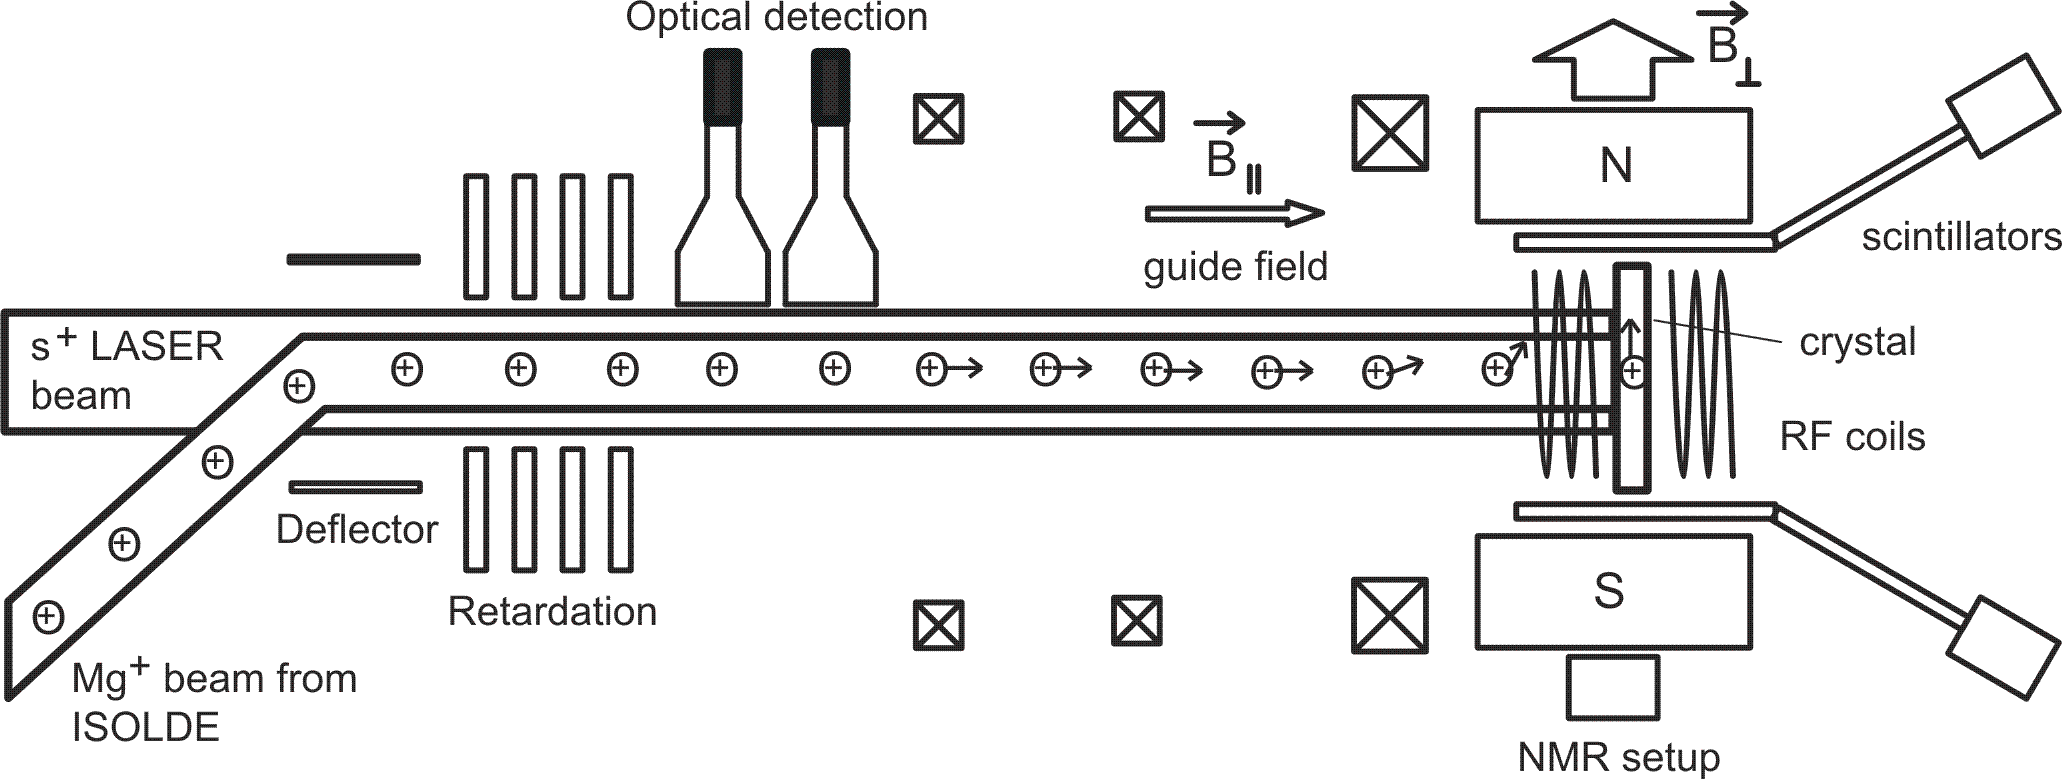 Optical detection
B⊥
B||
N
scintillators
guide field
s+ LASER
beam
crystal
RF coils
Deflector
S
Retardation
Mg+ beam from
ISOLDE
NMR setup